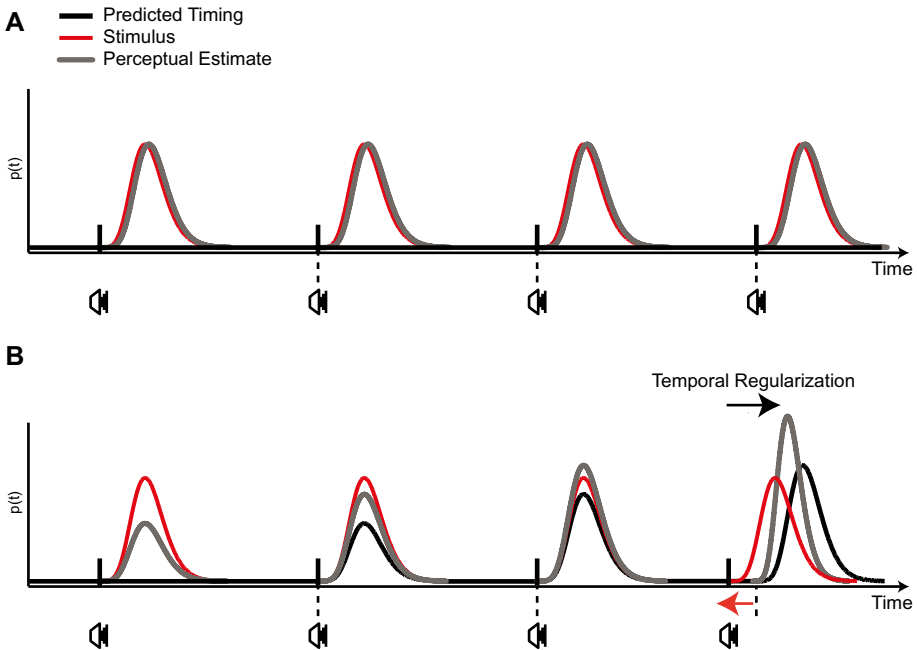 A
Predicted Timing
Stimulus
Perceptual Estimate
p(t)
Time
B
Temporal Regularization
p(t)
Time